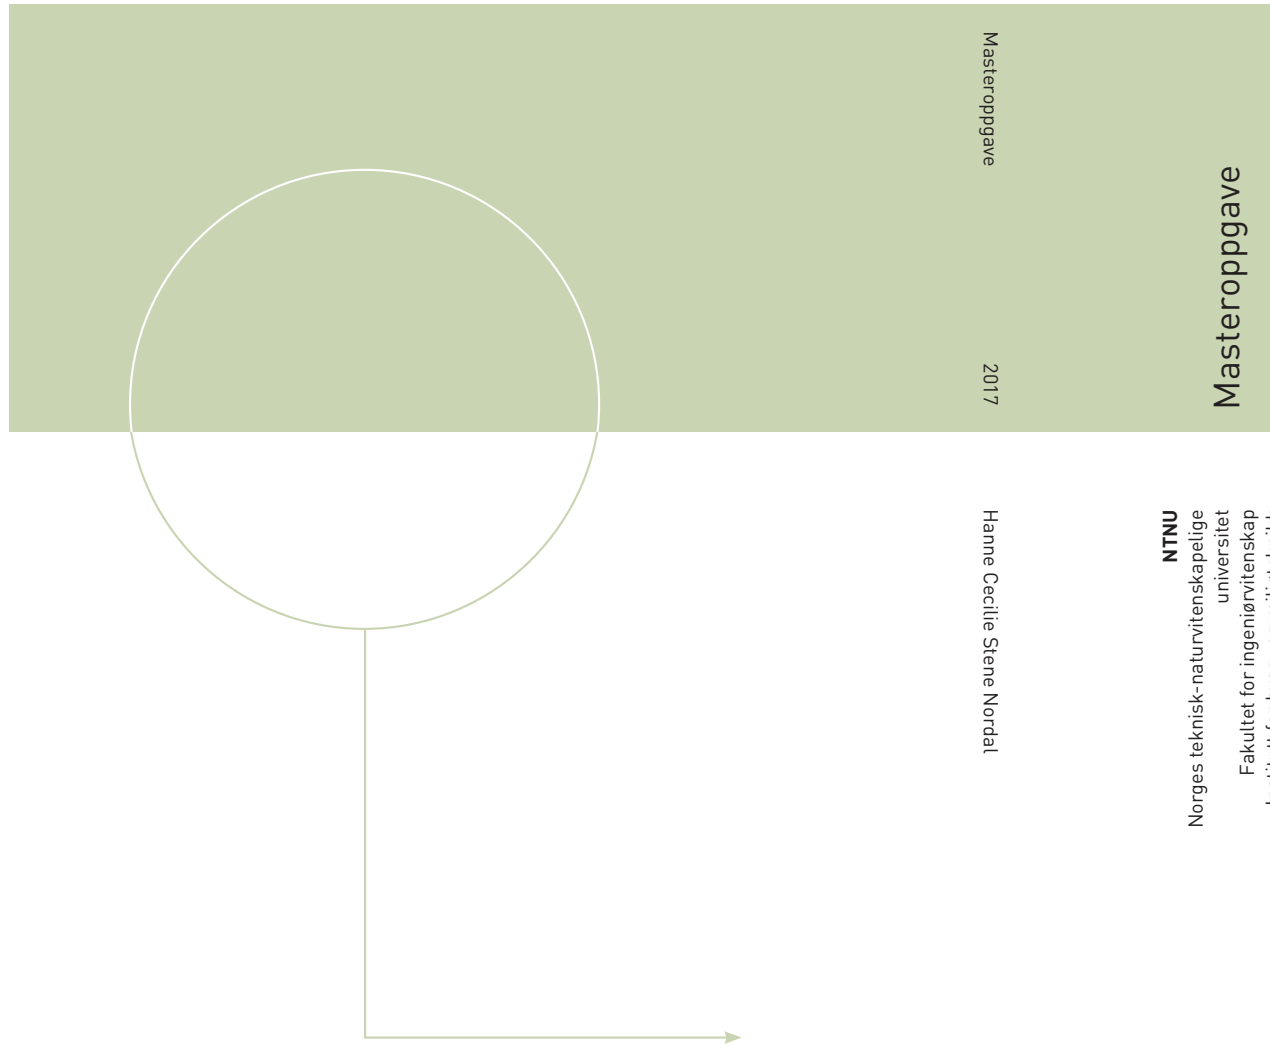 Masteroppgave
2017
Hanne Cecilie Stene Nordal
Masteroppgave
NTNU
Norges teknisk-naturvitenskapelige
universitet
Fakultet for ingeniørvitenskap